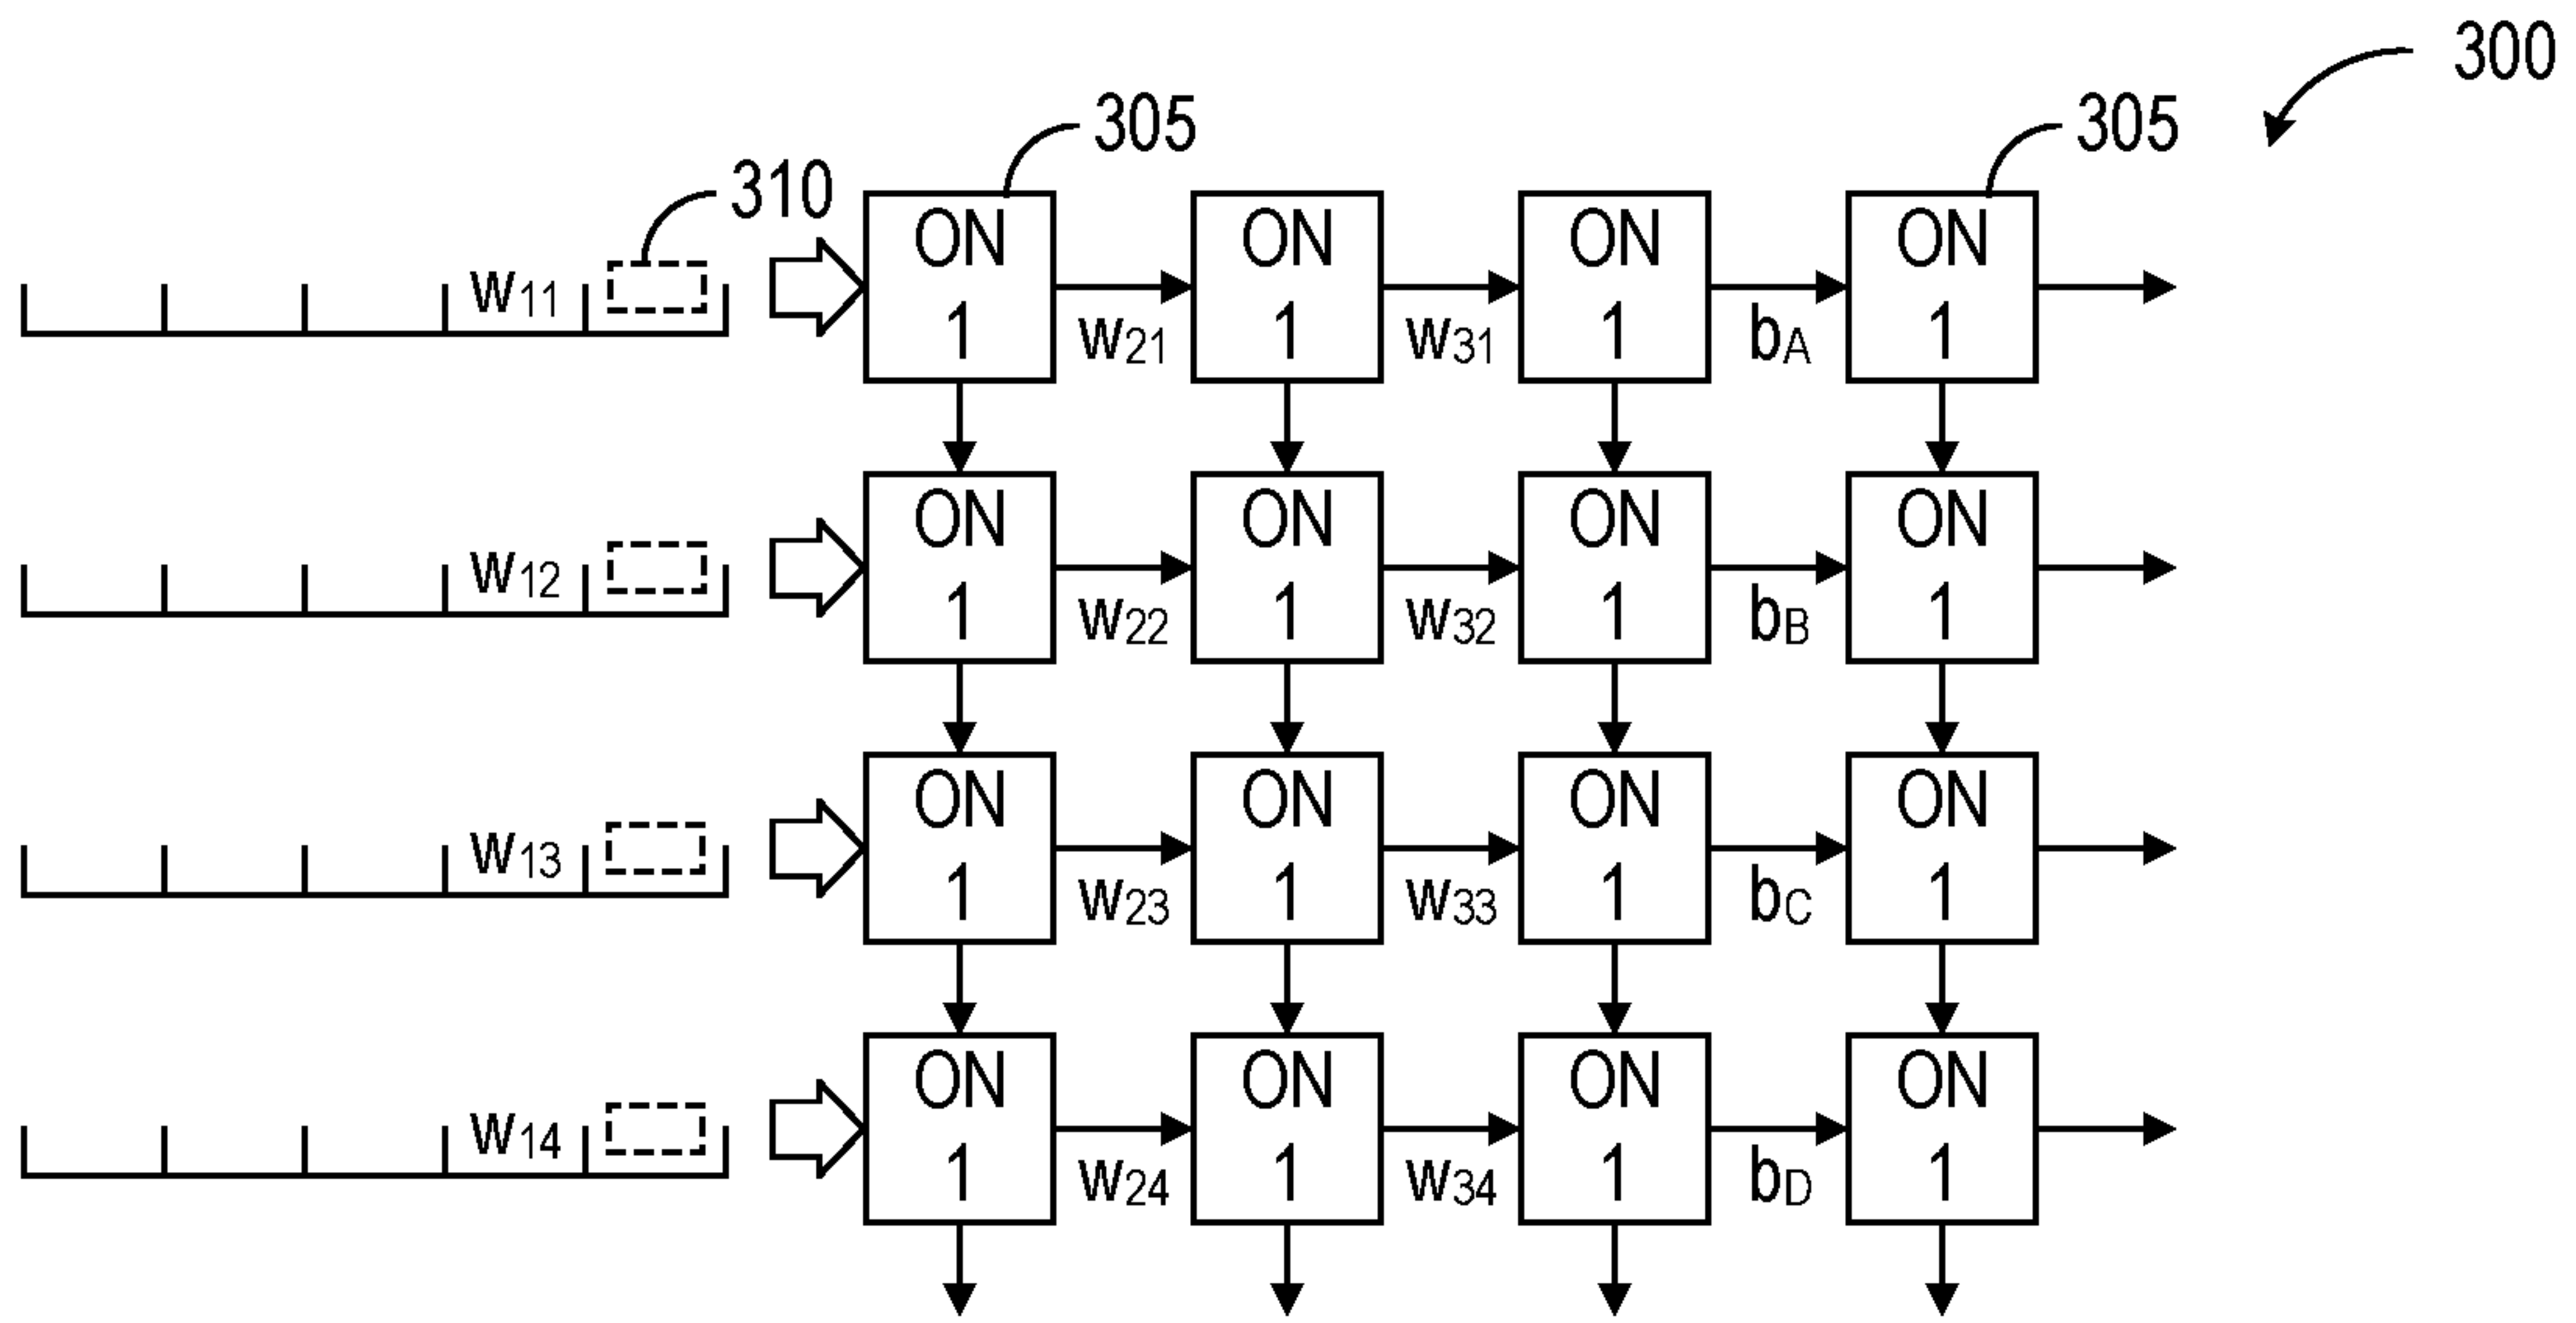 300
305 305
310
ON ON ON ON
w11
1 w21 1 w31 1 bA 1
ON ON ON ON
w12
1 w22 1 w32 1 bB 1
ON ON ON ON
w13
1 w23 1 w33 1 bC 1
ON ON ON ON
w14
1 w24 1 w34 1 bD 1